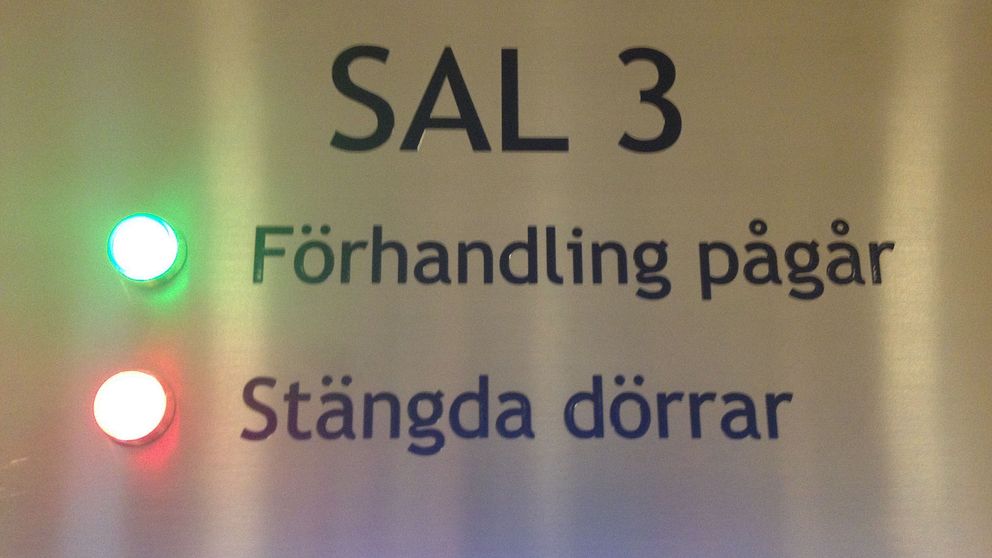 SAL 3
Förhandling pågår
Stängda dörrar